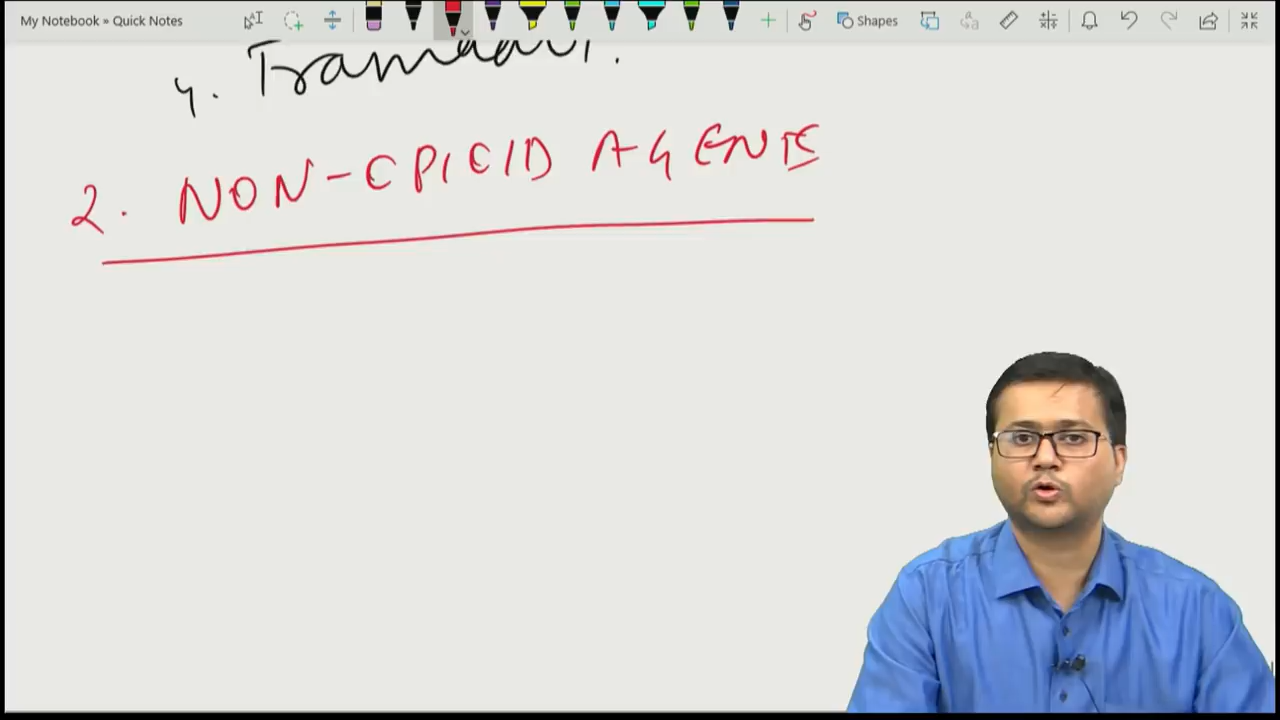 My Notebook » Quick Notes
Shapes
4. Tramadol.
2. NON-OPIOID AGENTS